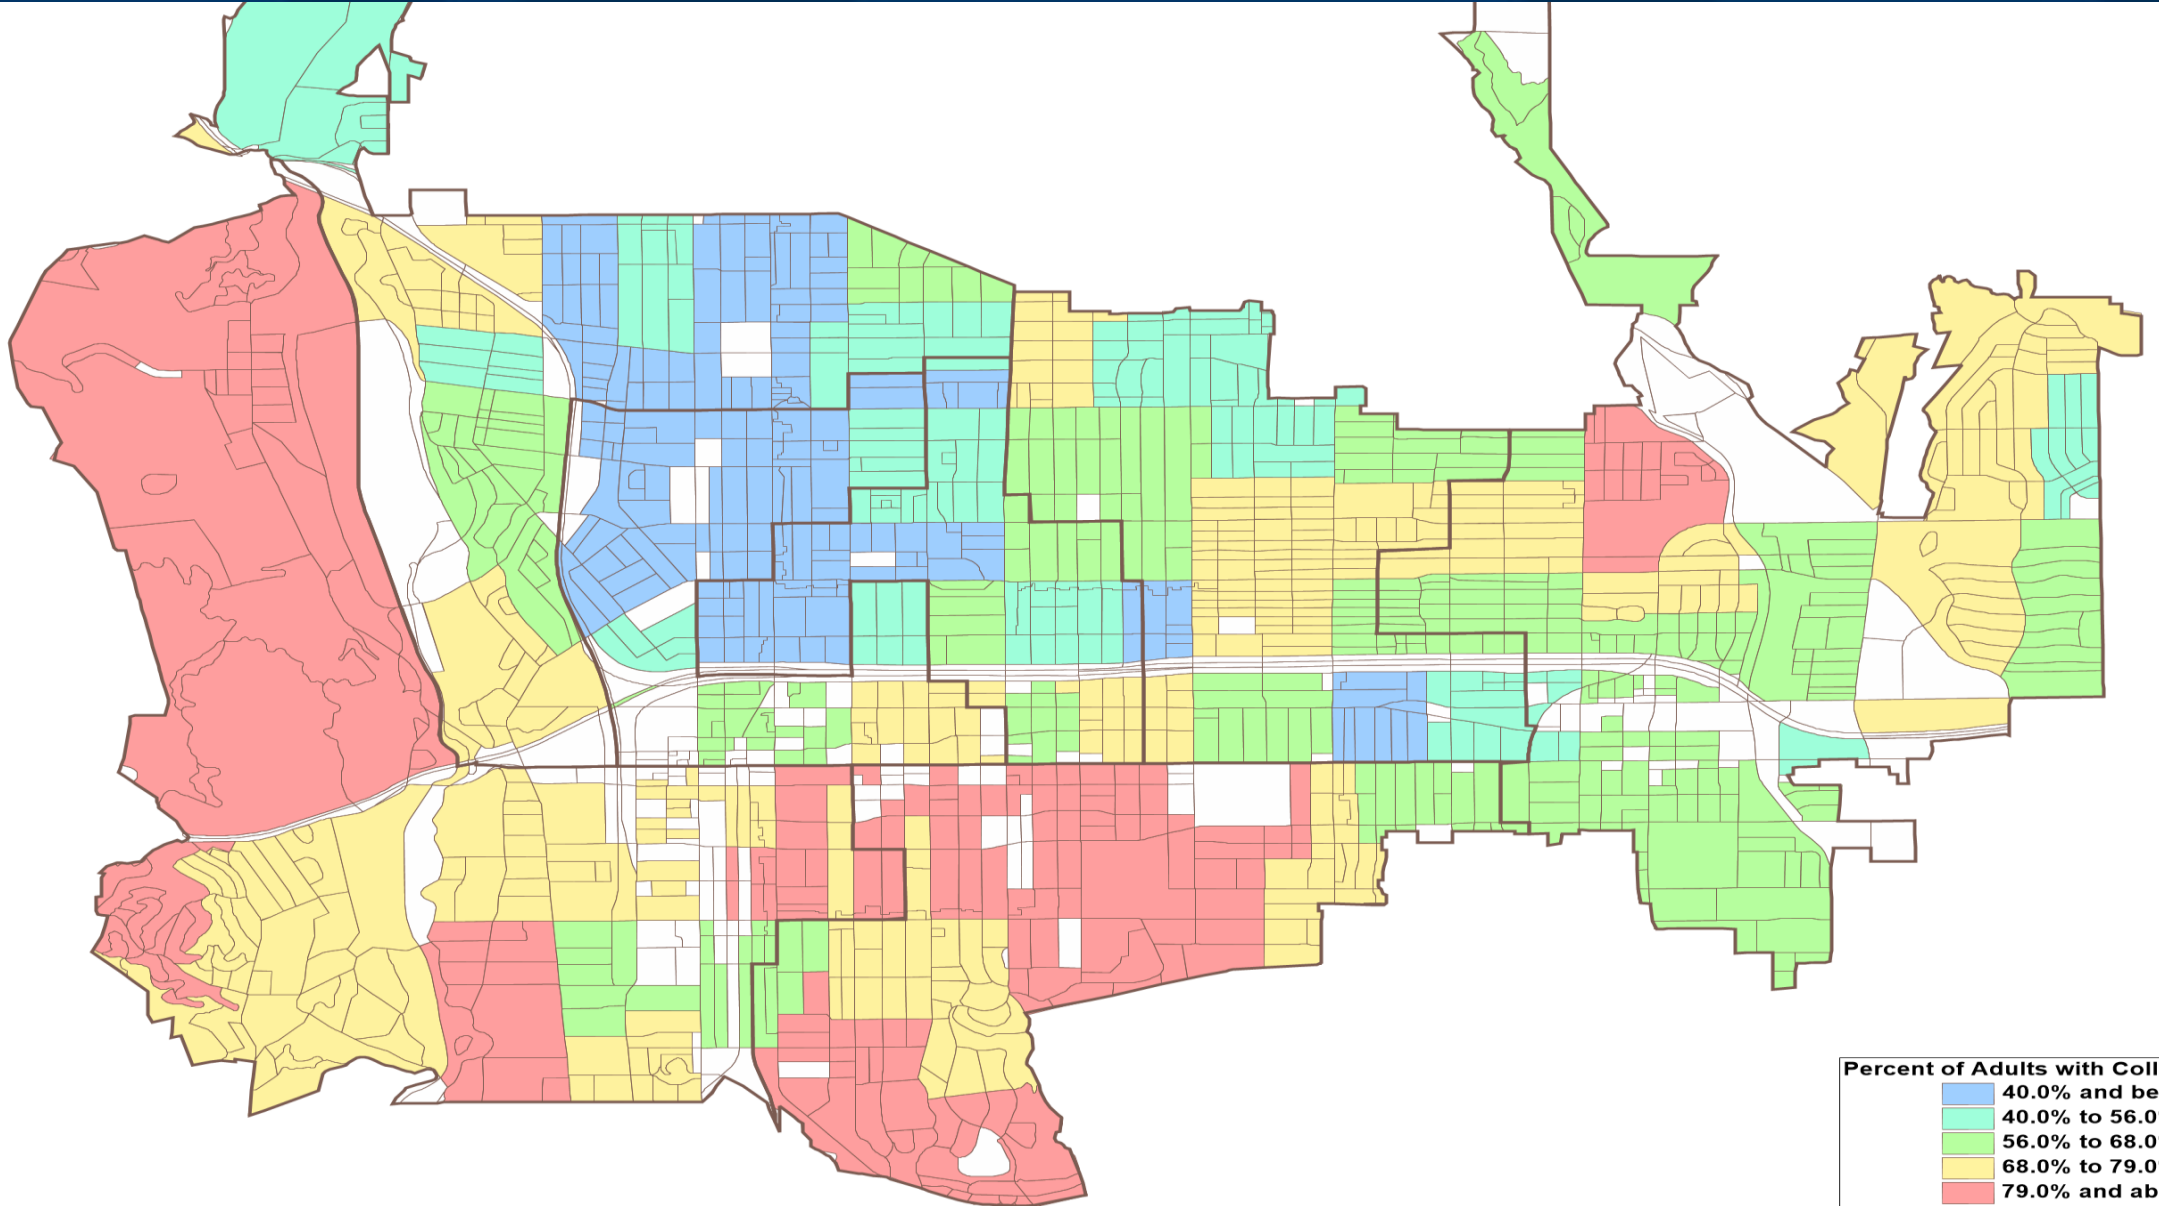 Percent of Adults with Coll
40.0% and be
40.0% to 56.0
56.0% to 68.0
68.0% to 79.0
79.0% and ab